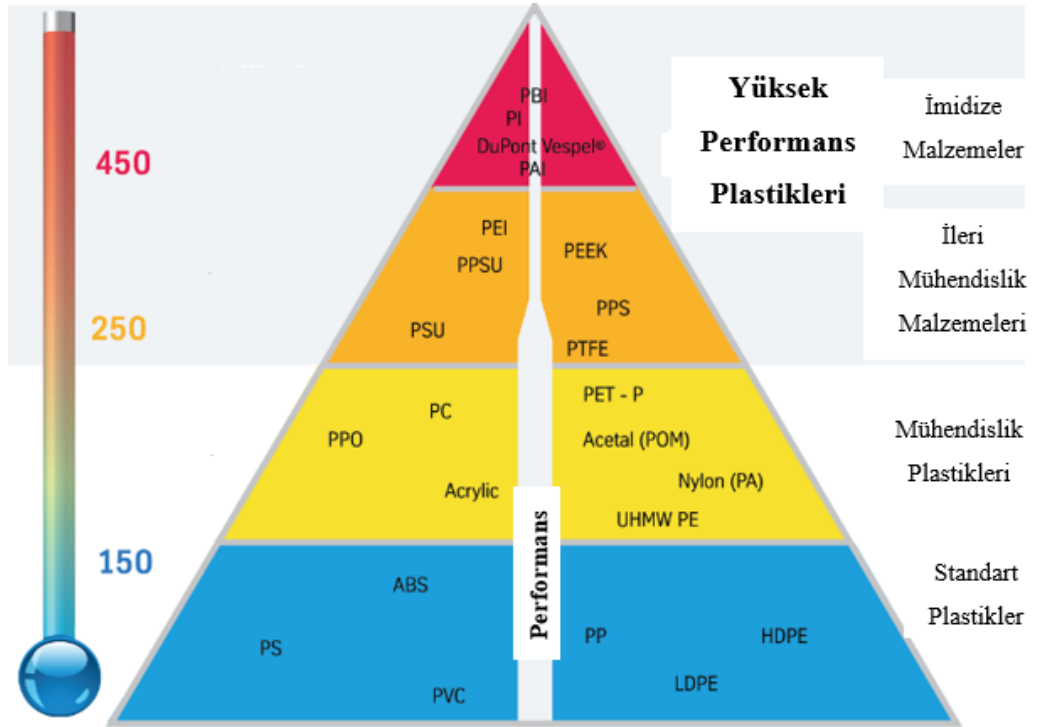 Yüksek
Performans
Plastikleri
İmidize
Malzemeler
PBI
PI
DuPont Vespel®
PAI
450
İleri
Mühendislik
Malzemeleri
PEI
PEEK
PPSU
PPS
PSU
PTFE
250
Mühendislik
Plastikleri
PC
PET - P
PPO
Acetal (POM)
Acrylic
Nylon (PA)
UHMW PE
Performans
150
Standart
Plastikler
ABS
PP
HDPE
PS
LDPE
PVC